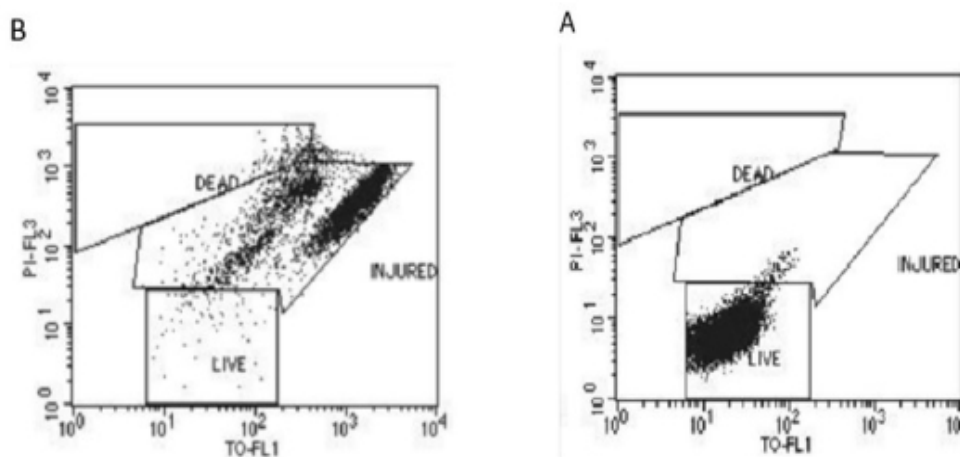 B
10^4
10^3
10^2
10^1
10^0
PI-FL3
DEAD
INJURED
LIVE
10^0 10^1 10^2 10^3 10^4
TO-FL1
A
10^4
10^3
10^2
10^1
10^0
PI-FL3
DEAD
INJURED
LIVE
10^0 10^1 10^2 10^3 10
TO-FL1